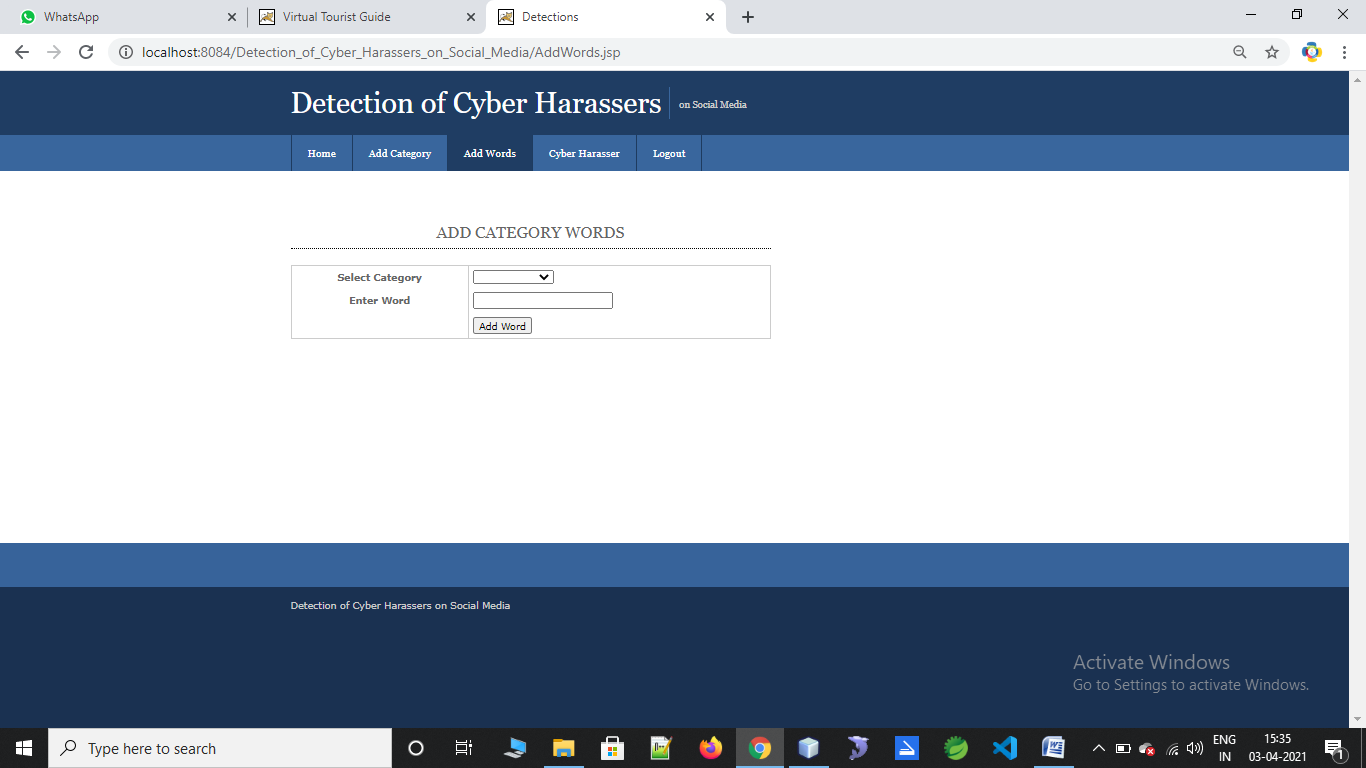 WhatsApp
Virtual Tourist Guide
Detections
localhost:8084/Detection_of_Cyber_Harassers_on_Social_Media/AddWords.jsp
Detection of Cyber Harassers on Social Media
Home Add Category Add Words Cyber Harasser Logout
ADD CATEGORY WORDS
Select Category
Enter Word
Add Word
Detection of Cyber Harassers on Social Media
Activate Windows
Go to Settings to activate Windows.
Type here to search
ENG
IN
15:35
03-04-2021
1